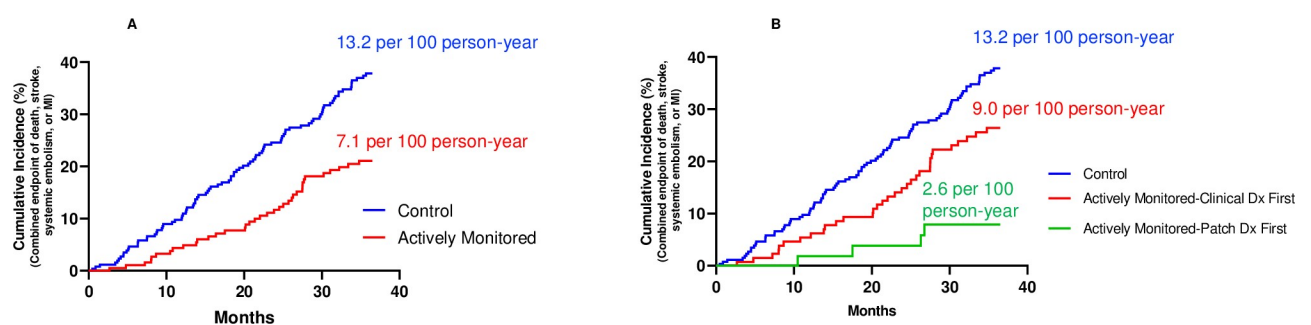 A
13.2 per 100 person-year
Cumulative Incidence (%)
(Combined endpoint of death, stroke,
systemic embolism, or MI)
40
30
20
10
0
7.1 per 100 person-year
Control
Actively Monitored
0 10 20 30 40
Months
B
13.2 per 100 person-year
Cumulative Incidence (%)
(Combined endpoint of death, stroke,
systemic embolism, or MI)
40
30
20
10
0
9.0 per 100 person-year
2.6 per 100
person-year
Control
Actively Monitored-Clinical Dx First
Actively Monitored-Patch Dx First
0 10 20 30 40
Months